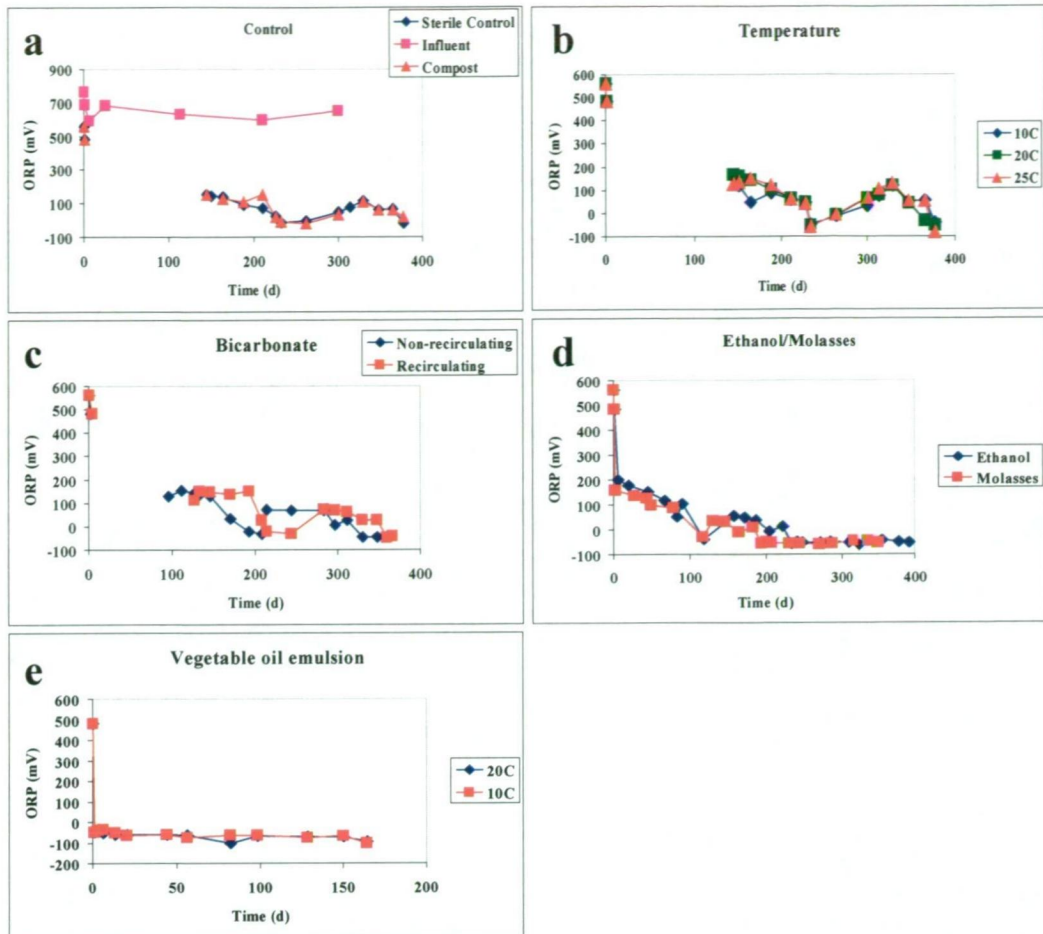 a
Control
Sterile Control
Influent
Compost
900
700
500
300
100
-100
ORP (mV)
0 100 200 300 400
Time (d)
b
Temperature
600
500
400
300
200
100
0
-100
ORP (mV)
10C
20C
25C
0 100 200 300 400
Time (d)
c
Bicarbonate
Non-recirculating
Recirculating
600
500
400
300
200
100
0
-100
ORP (mV)
0 100 200 300 400
Time (d)
d
Ethanol/Molasses
600
500
400
300
200
100
0
-100
ORP (mV)
Ethanol
Molasses
0 100 200 300 400
Time (d)
e
Vegetable oil emulsion
600
500
400
300
200
100
0
-100
-200
ORP (mV)
20C
10C
0 50 100 150 200
Time (d)